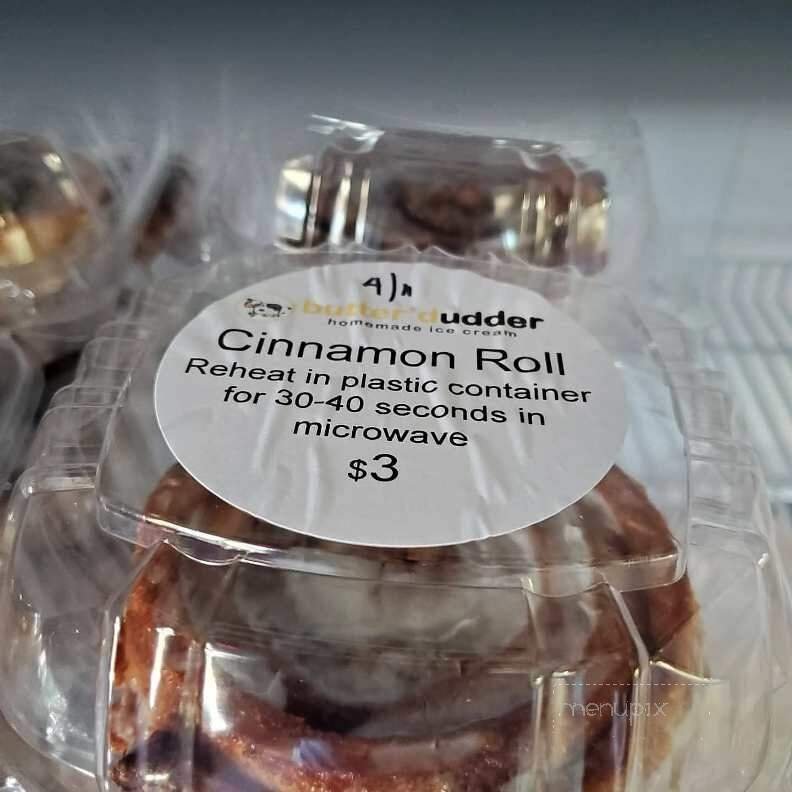 butter'dudder
homemade ice cream
Cinnamon Roll
Reheat in plastic container
for 30-40 seconds in
microwave
$3
menupix